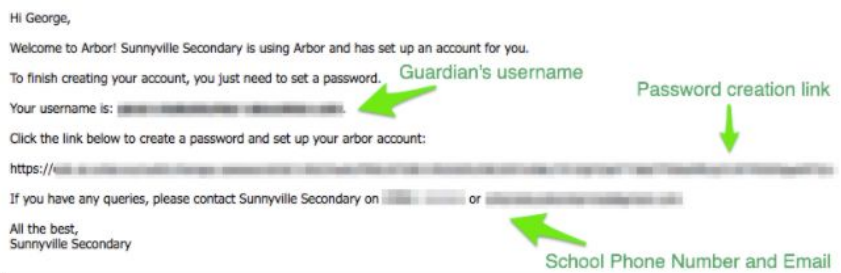 Hi George,
Welcome to Arbor! Sunnyville Secondary is using Arbor and has set up an account for you.
To finish creating your account, you just need to set a password.
Guardian's username
Password creation link
Your username is:
Click the link below to create a password and set up your arbor account:
https://
If you have any queries, please contact Sunnyville Secondary on or
All the best,
Sunnyville Secondary
School Phone Number and Email